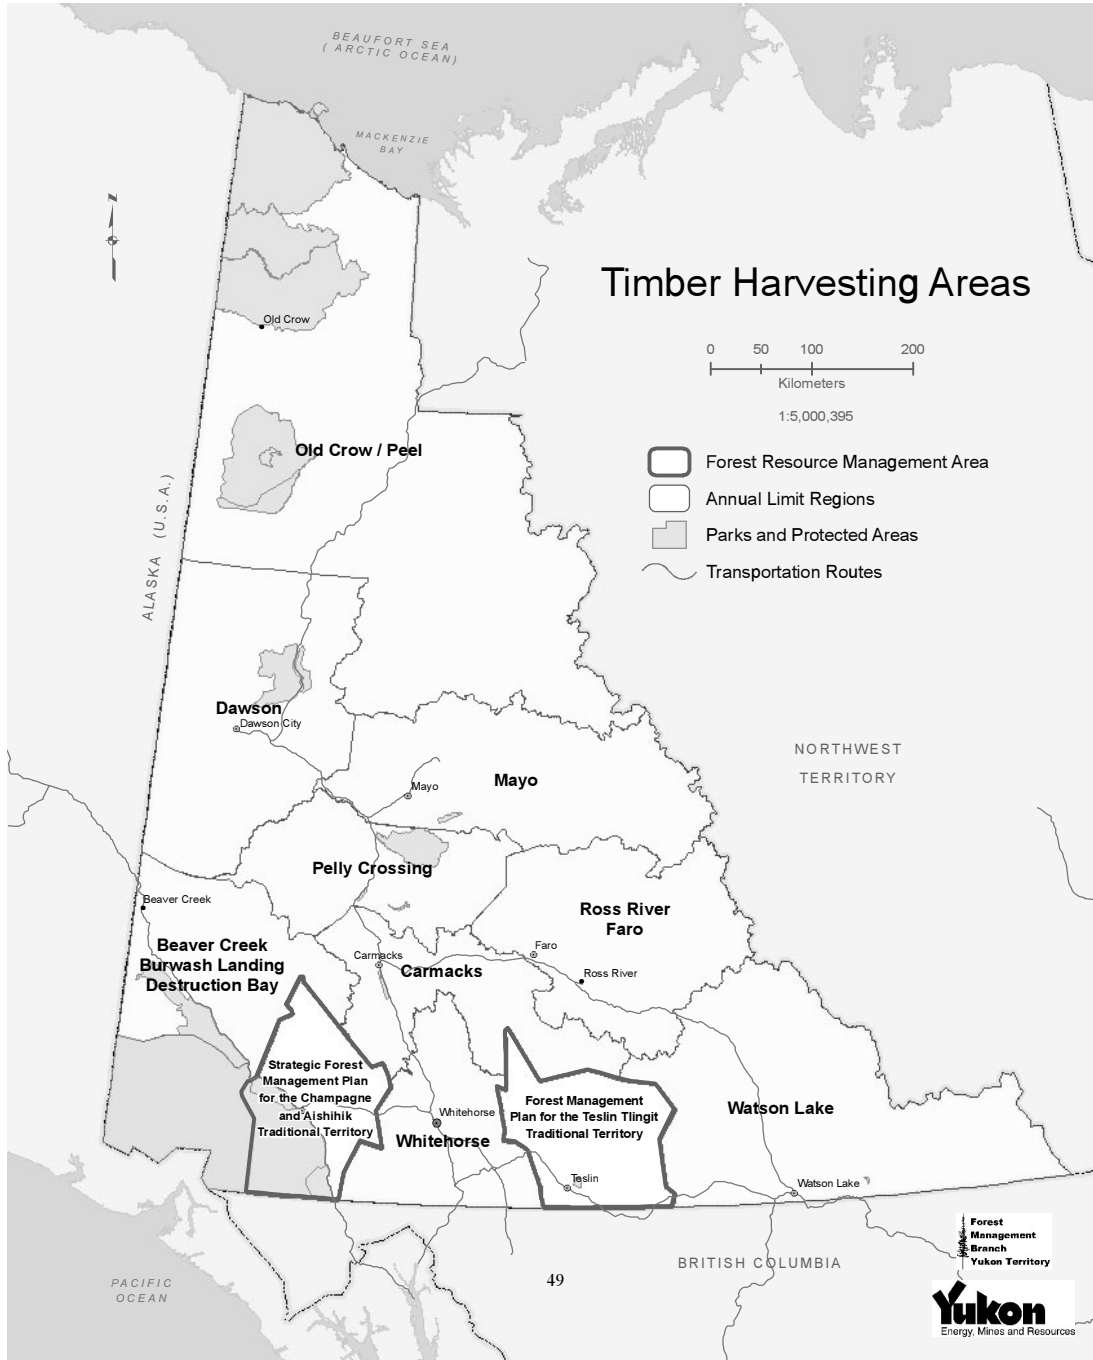 BEAUFORT SEA
( ARCTIC OCEAN)
MACKENZIE
BAY
N
Timber Harvesting Areas
Old Crow
0 50 100 200
Kilometers
1:5,000,395
Old Crow / Peel
Forest Resource Management Area
Annual Limit Regions
Parks and Protected Areas
Transportation Routes
ALASKA (U.S.A.)
Dawson
Dawson City
NORTHWEST
TERRITORY
Mayo
Mayo
Pelly Crossing
Beaver Creek
Ross River
Faro
Beaver Creek
Burwash Landing
Destruction Bay
Carmacks
Carmacks
Faro
Ross River
Strategic Forest
Management Plan
for the Champagne
and Aishihik
Traditional Territory
Forest Management
Plan for the Teslin Tlingit
Traditional Territory
Watson Lake
Whitehorse
Whitehorse
Teslin
Watson Lake
Forest
Management
Branch
Yukon Territory
BRITISH COLUMBIA
PACIFIC
OCEAN
49
Yukon
Energy, Mines and Resources